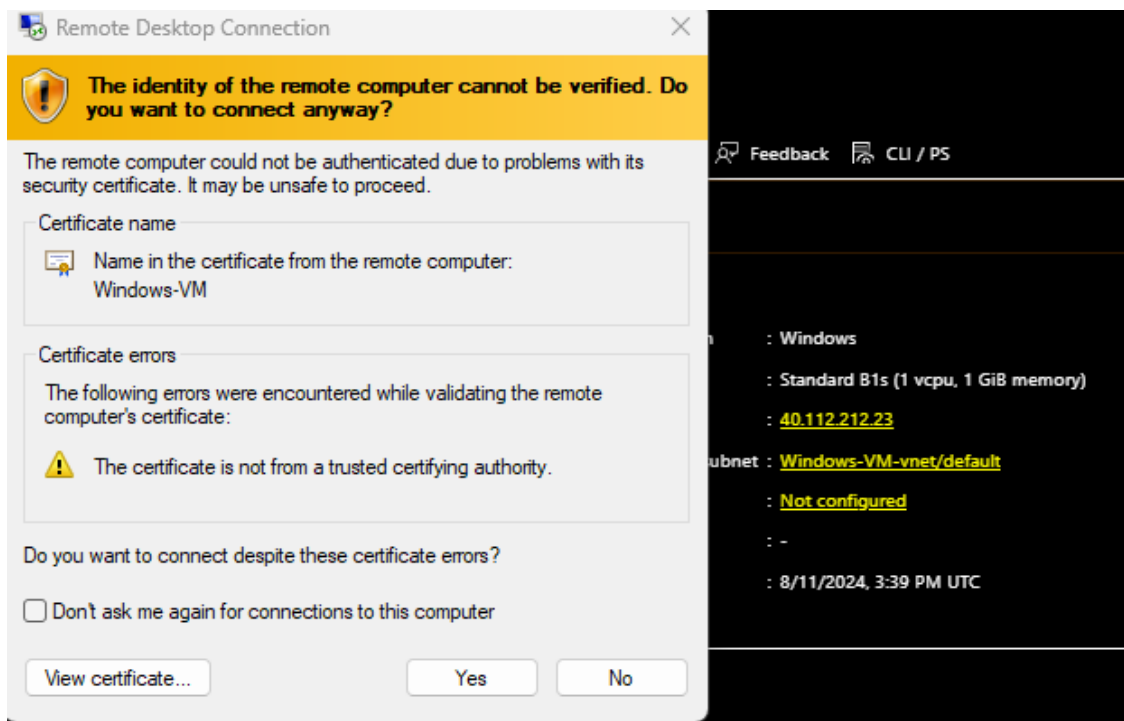 Remote Desktop Connection
The identity of the remote computer cannot be verified. Do
you want to connect anyway?
The remote computer could not be authenticated due to problems with its
security certificate. It may be unsafe to proceed.
Certificate name
Name in the certificate from the remote computer:
Windows-VM
Certificate errors
The following errors were encountered while validating the remote
computer's certificate:
The certificate is not from a trusted certifying authority.
Do you want to connect despite these certificate errors?
Don't ask me again for connections to this computer
View certificate...
Yes
No
Feedback
CLI / PS
: Windows
: Standard B1s (1 vcpu, 1 GiB memory)
: 40.112.212.23
ubnet : Windows-VM-vnet/default
: Not configured
: -
: 8/11/2024, 3:39 PM UTC